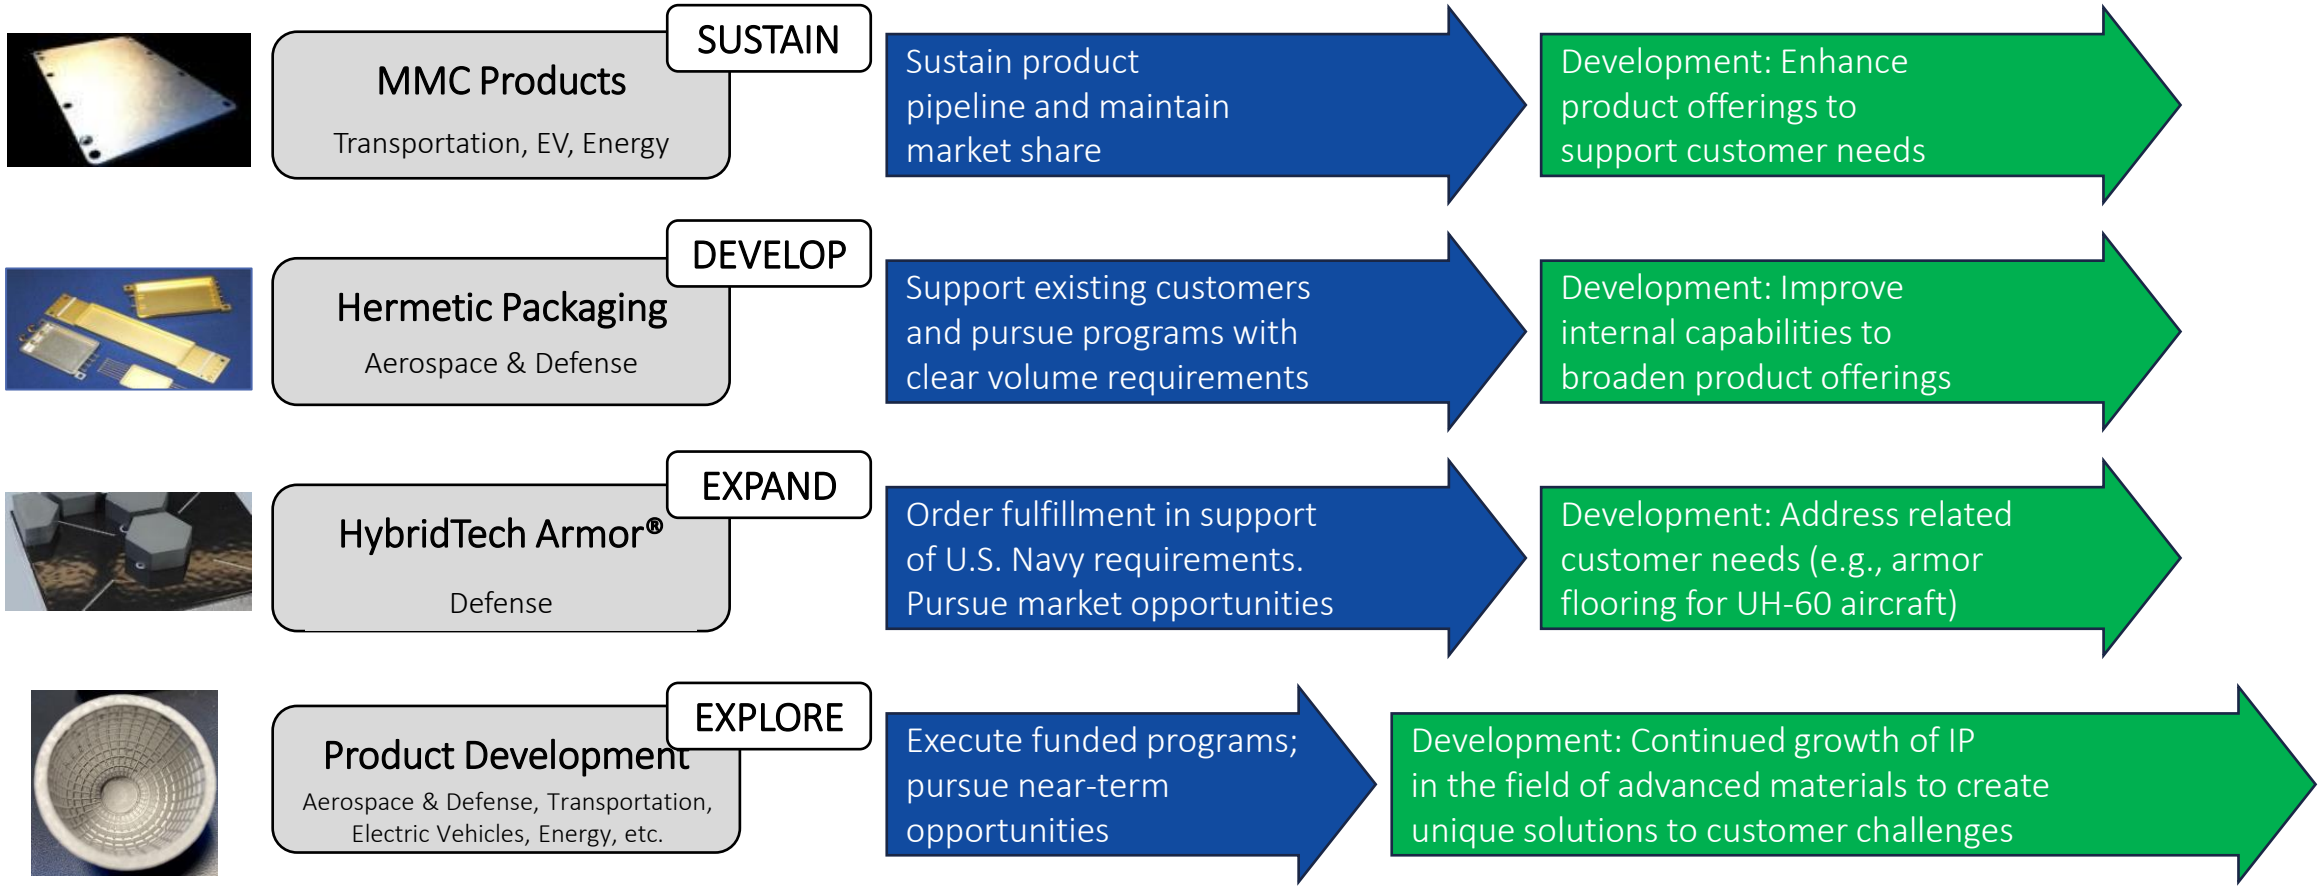 SUSTAIN
MMC Products
Transportation, EV, Energy
Sustain product
pipeline and maintain
market share
Development: Enhance
product offerings to
support customer needs
DEVELOP
Hermetic Packaging
Aerospace & Defense
Support existing customers
and pursue programs with
clear volume requirements
Development: Improve
internal capabilities to
broaden product offerings
EXPAND
HybridTech Armor®
Defense
Order fulfillment in support
of U.S. Navy requirements.
Pursue market opportunities
Development: Address related
customer needs (e.g., armor
flooring for UH-60 aircraft)
EXPLORE
Product Development
Aerospace & Defense, Transportation,
Electric Vehicles, Energy, etc.
Execute funded programs;
pursue near-term
opportunities
Development: Continued growth of IP
in the field of advanced materials to create
unique solutions to customer challenges